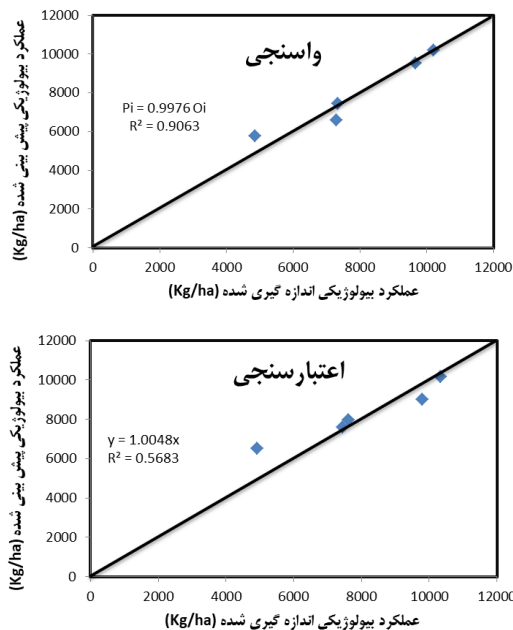 واسنجی
Pi = 0.9976 Oi
R² = 0.9063
12000
10000
8000
6000
4000
2000
0
عملکرد بیولوژیکی پیش بینی شده (Kg/ha)
0 2000 4000 6000 8000 10000 12000
عملکرد بیولوژیکی اندازه گیری شده (Kg/ha)
اعتبارسنجی
y = 1.0048x
R² = 0.5683
12000
10000
8000
6000
4000
2000
0
عملکرد بیولوژیکی پیش بینی شده (Kg/ha)
0 2000 4000 6000 8000 10000 12000
عملکرد بیولوژیکی اندازه گیری شده (Kg/ha)